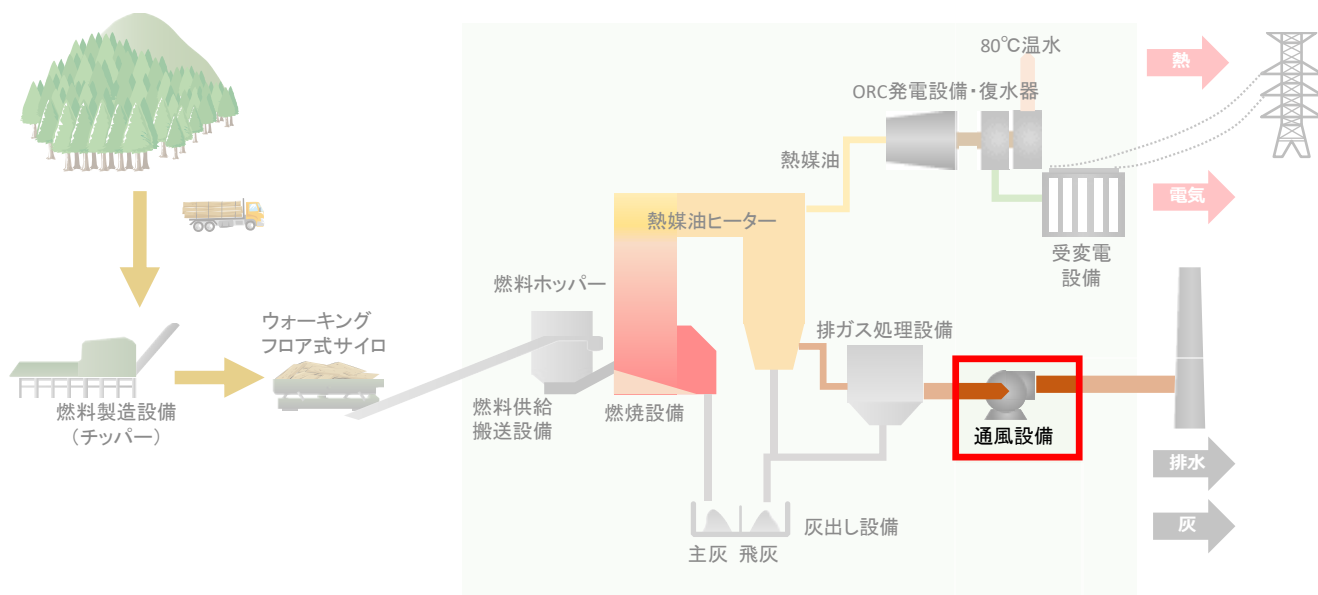 80℃温水
熱
ORC発電設備・復水器
熱媒油
電気
熱媒油ヒーター
受変電
設備
燃料ホッパー
ウォーキング
フロア式サイロ
排ガス処理設備
燃料製造設備
（チッパー）
燃料供給
搬送設備
燃焼設備
通風設備
排水
灰出し設備
灰
主灰 飛灰